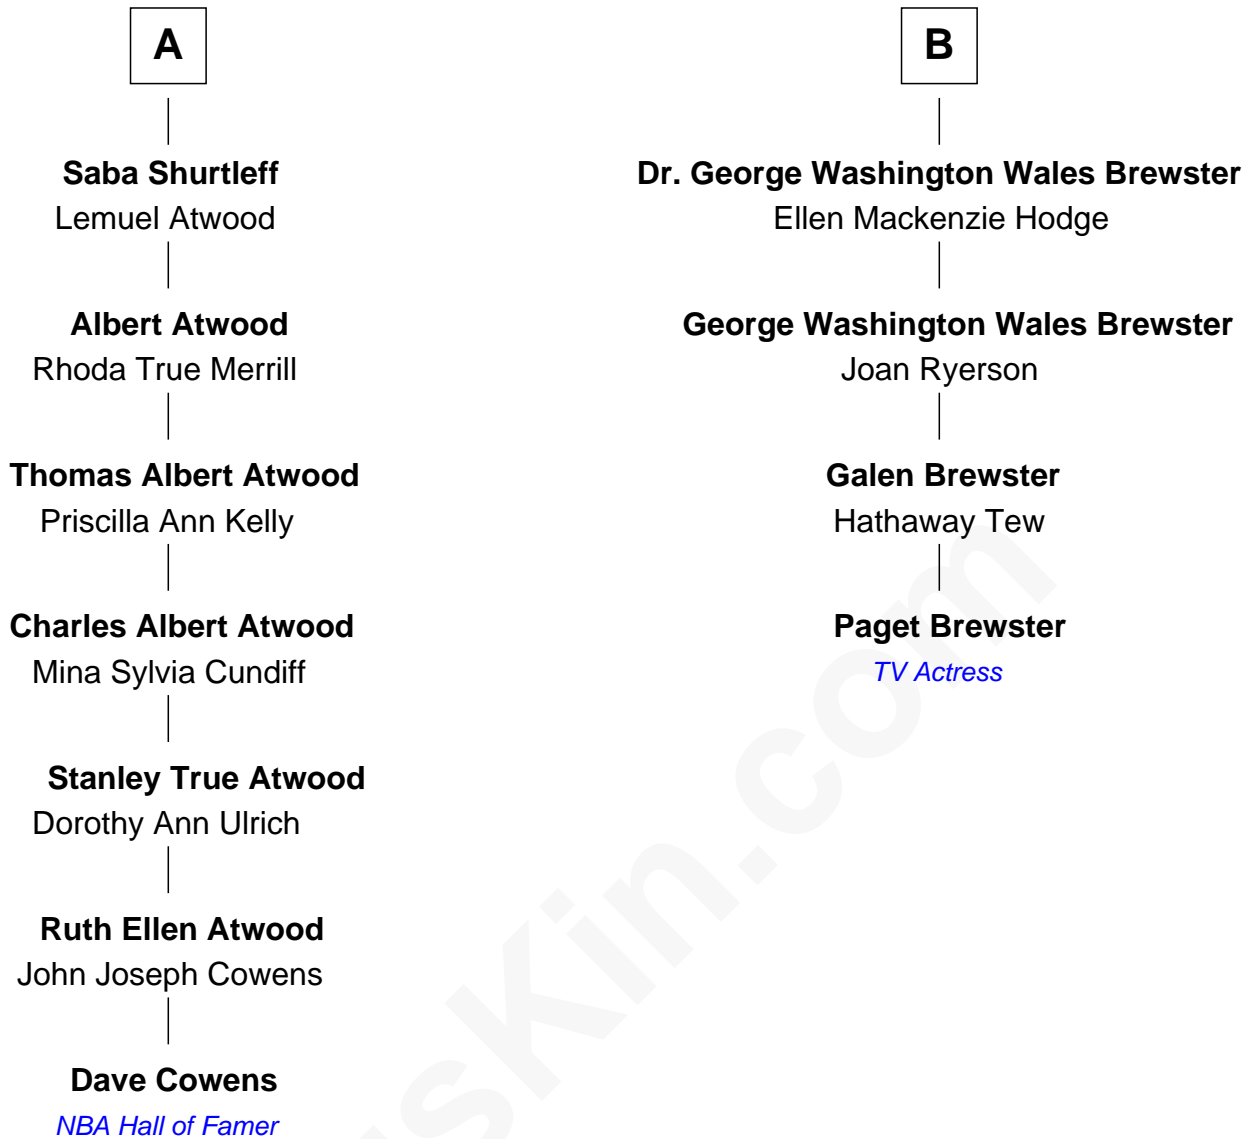 A
Saba Shurtleff
Lemuel Atwood
Albert Atwood
Rhoda True Merrill
Thomas Albert Atwood
Priscilla Ann Kelly
Charles Albert Atwood
Mina Sylvia Cundiff
Stanley True Atwood
Dorothy Ann Ulrich
Ruth Ellen Atwood
John Joseph Cowens
Dave Cowens
NBA Hall of Famer
B
Dr. George Washington Wales Brewster
Ellen Mackenzie Hodge
George Washington Wales Brewster
Joan Ryerson
Galen Brewster
Hathaway Tew
Paget Brewster
TV Actress
sKin.com